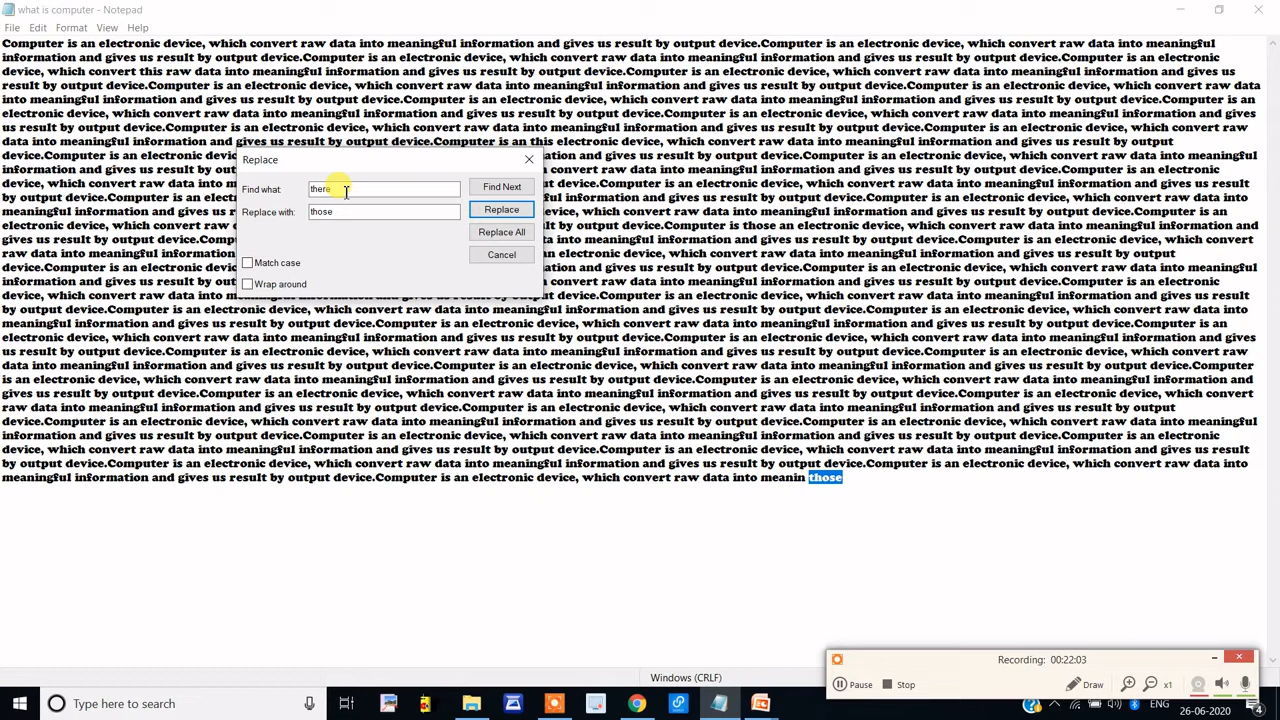 what is computer - Notepad
File Edit Format View Help
Computer is an electronic device, which convert raw data into meaningful information and gives us result by output device.Computer is an electronic device, which convert raw data into meaningful
information and gives us result by output device.Computer is an electronic device, which convert raw data into meaningful information and gives us result by output device.Computer is an electronic
device, which convert this raw data into meaningful information and gives us result by output device.Computer is an electronic device, which convert raw data into meaningful information and gives us
result by output device.Computer is an electronic device, which convert raw data into meaningful information and gives us result by output device.Computer is an electronic device, which convert raw data
into meaningful information and gives us result by output device.Computer is an electronic device, which convert raw data into meaningful information and gives us result by output device.Computer is an
electronic device, which convert raw data into meaningful information and gives us result by output device.Computer is an electronic device, which convert raw data into meaningful information and gives
us result by output device.Computer is an electronic device, which convert raw data into meaningful information and gives us result by output device.Computer is an electronic device, which convert raw
data into meaningful information and gives us result by output device.Computer is an this electronic device, which convert raw data into meaningful information and gives us result by output
Replace
Find what: there
Find Next
Replace with: those
Replace
Replace All
Match case
Cancel
Wrap around
by output device.Computer is an electronic device, which convert raw data into meaningful information and gives us result by output device.Computer is an electronic device, which convert raw data into
meaningful information and gives us result by output device.Computer is an electronic device, which convert raw data into meaningful information and gives us result by output device.Computer is an
electronic device, which convert raw data into meaningful information and gives us result by output device.Computer is an electronic device, which convert raw data into meaningful information and gives
us result by output device.Computer is an electronic device, which convert raw data into meaningful information and gives us result by output device.Computer is an electronic device, which convert raw
data into meaningful information and gives us result by output device.Computer is an electronic device, which convert raw data into meaningful information and gives us result by output device.Computer
is an electronic device, which convert raw data into meaningful information and gives us result by output device.Computer is an electronic device, which convert raw data into meaningful information and
gives us result by output device.Computer is an electronic device, which convert raw data into meaningful information and gives us result by output device.Computer is an electronic device, which convert
raw data into meaningful information and gives us result by output device.Computer is an electronic device, which convert raw data into meaningful information and gives us result by output
device.Computer is an electronic device, which convert raw data into meaningful information and gives us result by output device.Computer is an electronic device, which convert raw data into meaningful
information and gives us result by output device.Computer is an electronic device, which convert raw data into meaningful information and gives us result by output device.Computer is an electronic
device, which convert raw data into meaningful information and gives us result by output device.Computer is an electronic device, which convert raw data into meaningful information and gives us result
by output device.Computer is an electronic device, which convert raw data into meaningful information and gives us result by output device.Computer is an electronic device, which convert raw data into
meaningful information and gives us result by output device.Computer is an electronic device, which convert raw data into meanin those
Recording: 00:22:03
Windows (CRLF)
Pause Stop Draw x1
Type here to search
ENG
26-06-2020
4